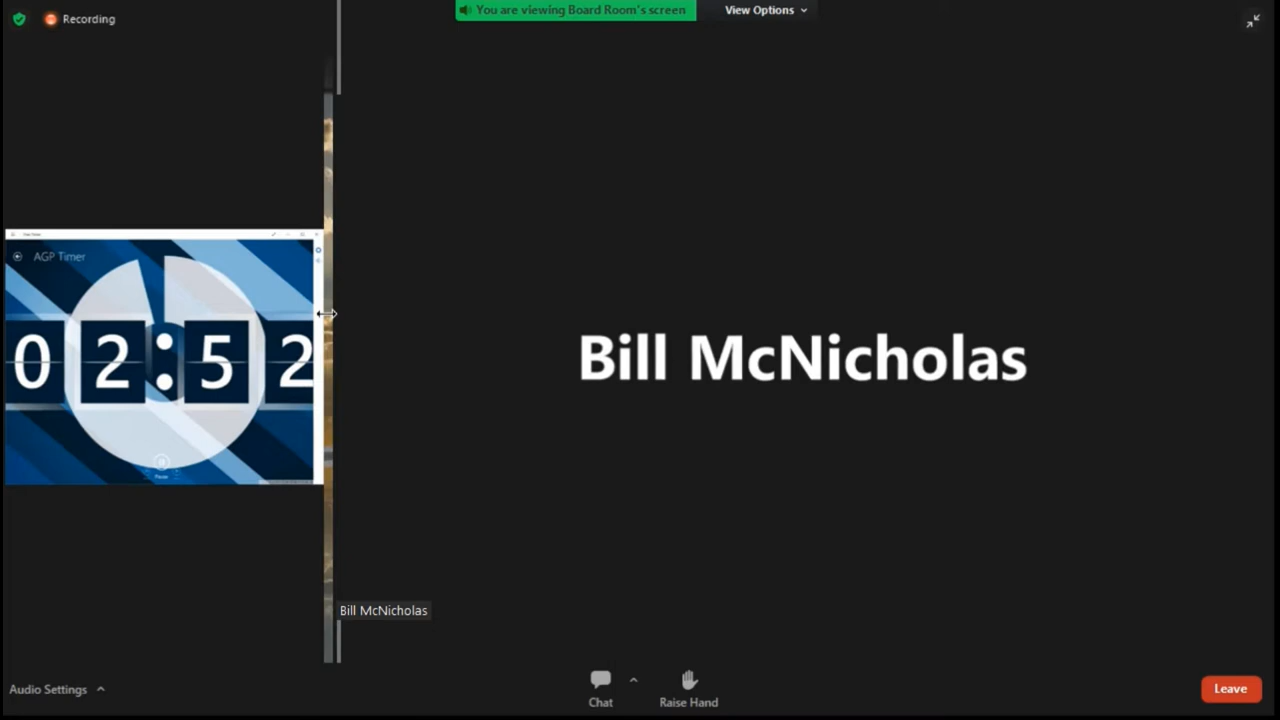 Recording
You are viewing Board Room's screen
View Options
AGP Timer
02:52
Pause
Bill McNicholas
Bill McNicholas
Audio Settings
Chat
Raise Hand
Leave